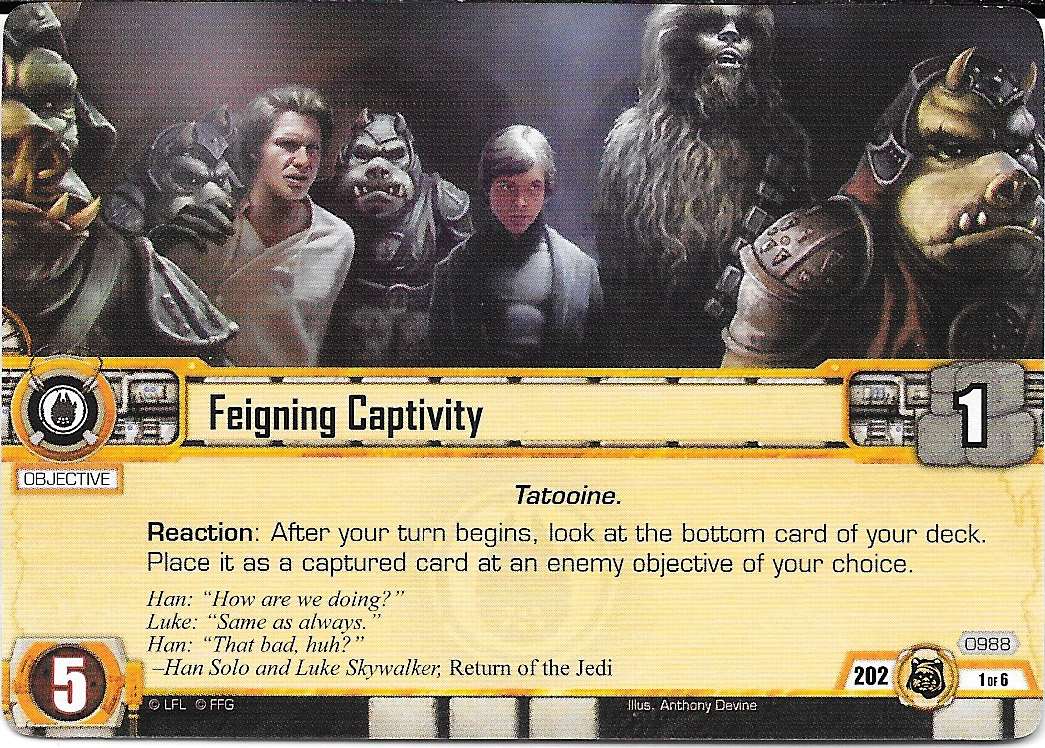 Feigning Captivity
1
OBJECTIVE
Tatooine.
Reaction: After your turn begins, look at the bottom card of your deck.
Place it as a captured card at an enemy objective of your choice.
Han: “How are we doing?”
Luke: “Same as always.”
Han: “That bad, huh?”
–Han Solo and Luke Skywalker, Return of the Jedi
0988
5
202
1 OF 6
© LFL © FFG
Illus. Anthony Devine